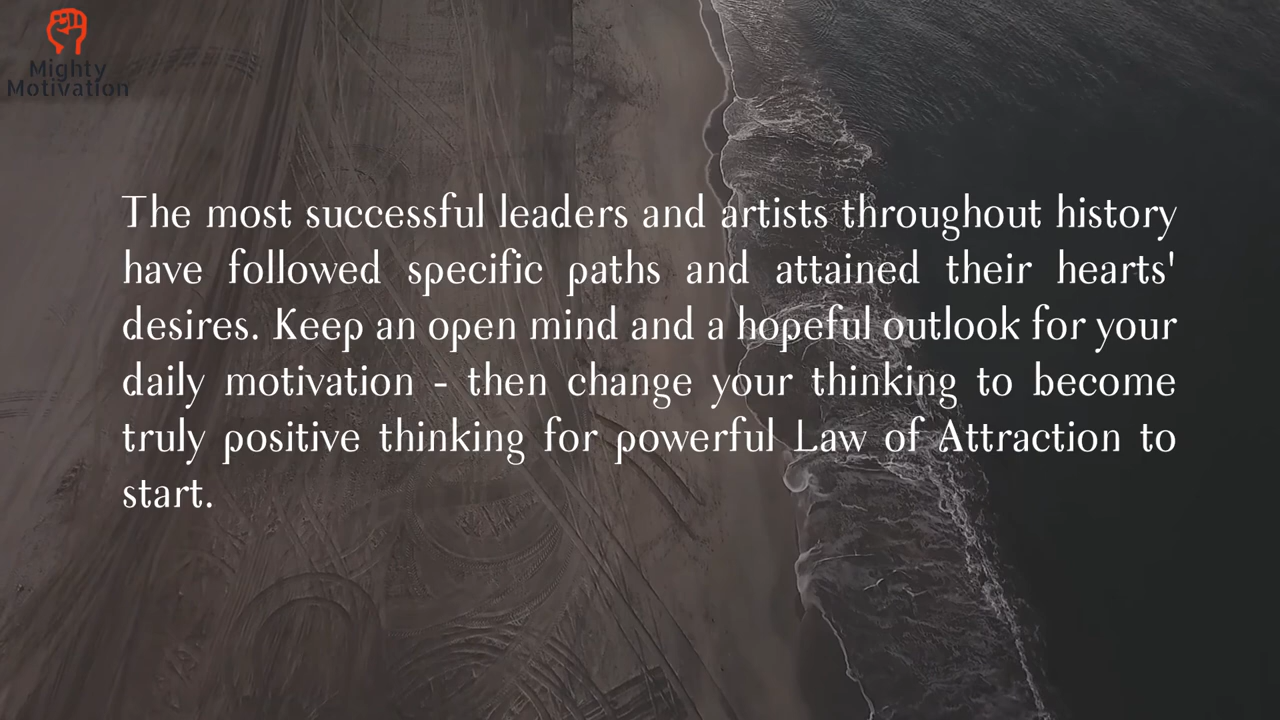 Mighty
Motivation
The most successful leaders and artists throughout history
have followed specific paths and attained their hearts'
desires. Keep an open mind and a hopeful outlook for your
daily motivation - then change your thinking to become
truly positive thinking for powerful Law of Attraction to
start.